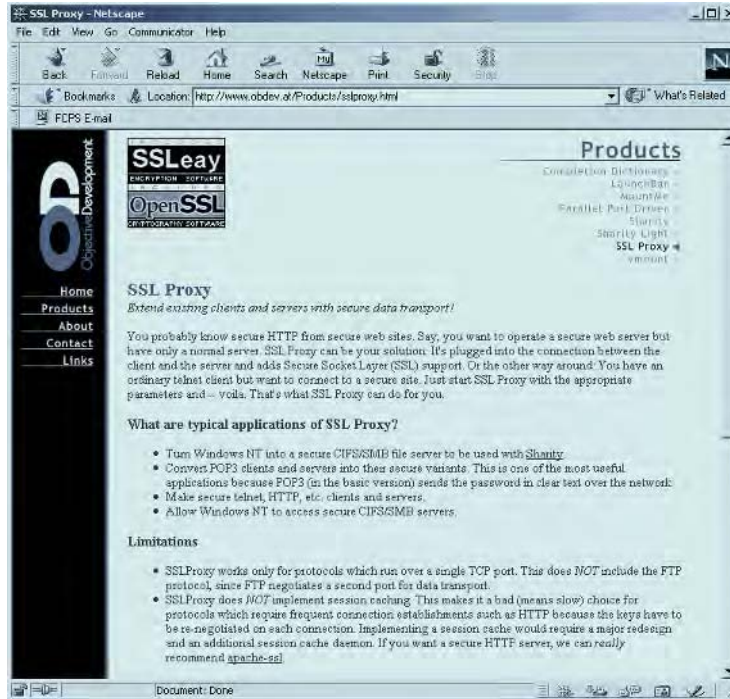 SSL Proxy - Netscape
File Edit View Go Communicator Help
Back Forward Reload Home Search Netscape Print Security Stop
Bookmarks Location: http://www.obdev.at/Products/sslproxy.html What's Related
FCPS E-mail
OD
ObjectiveDevelopment
SSLeay
ENCRYPTION SOFTWARE
OpenSSL
CRYPTOGRAPHY SOFTWARE
Products
Completion Dictionary
LaunchBar
MountMe
Parallel Port Driver
Sharity
Sharity Light
SSL Proxy
vmount
Home
Products
About
Contact
Links
SSL Proxy
Extend existing clients and servers with secure data transport!
You probably know secure HTTP from secure web sites. Say, you want to operate a secure web server but
have only a normal server. SSL Proxy can be your solution. It's plugged into the connection between the
client and the server and adds Secure Socket Layer (SSL) support. Or the other way around: You have an
ordinary telnet client but want to connect to a secure site. Just start SSL Proxy with the appropriate
parameters and -- voila. That's what SSL Proxy can do for you.
What are typical applications of SSL Proxy?
Turn Windows NT into a secure CIFS/SMB file server to be used with Sharity.
Convert POP3 clients and servers into their secure variants. This is one of the most useful
applications because POP3 (in the basic version) sends the password in clear text over the network.
Make secure telnet, HTTP, etc. clients and servers.
Allow Windows NT to access secure CIFS/SMB servers.
Limitations
SSLProxy works only for protocols which run over a single TCP port. This does NOT include the FTP
protocol, since FTP negotiates a second port for data transport.
SSLProxy does NOT implement session caching. This makes it a bad (means slow) choice for
protocols which require frequent connection establishments such as HTTP because the keys have to
be re-negotiated on each connection. Implementing a session cache would require a major redesign
and an additional session cache daemon. If you want a secure HTTP server, we can really
recommend apache-ssl.
Document: Done